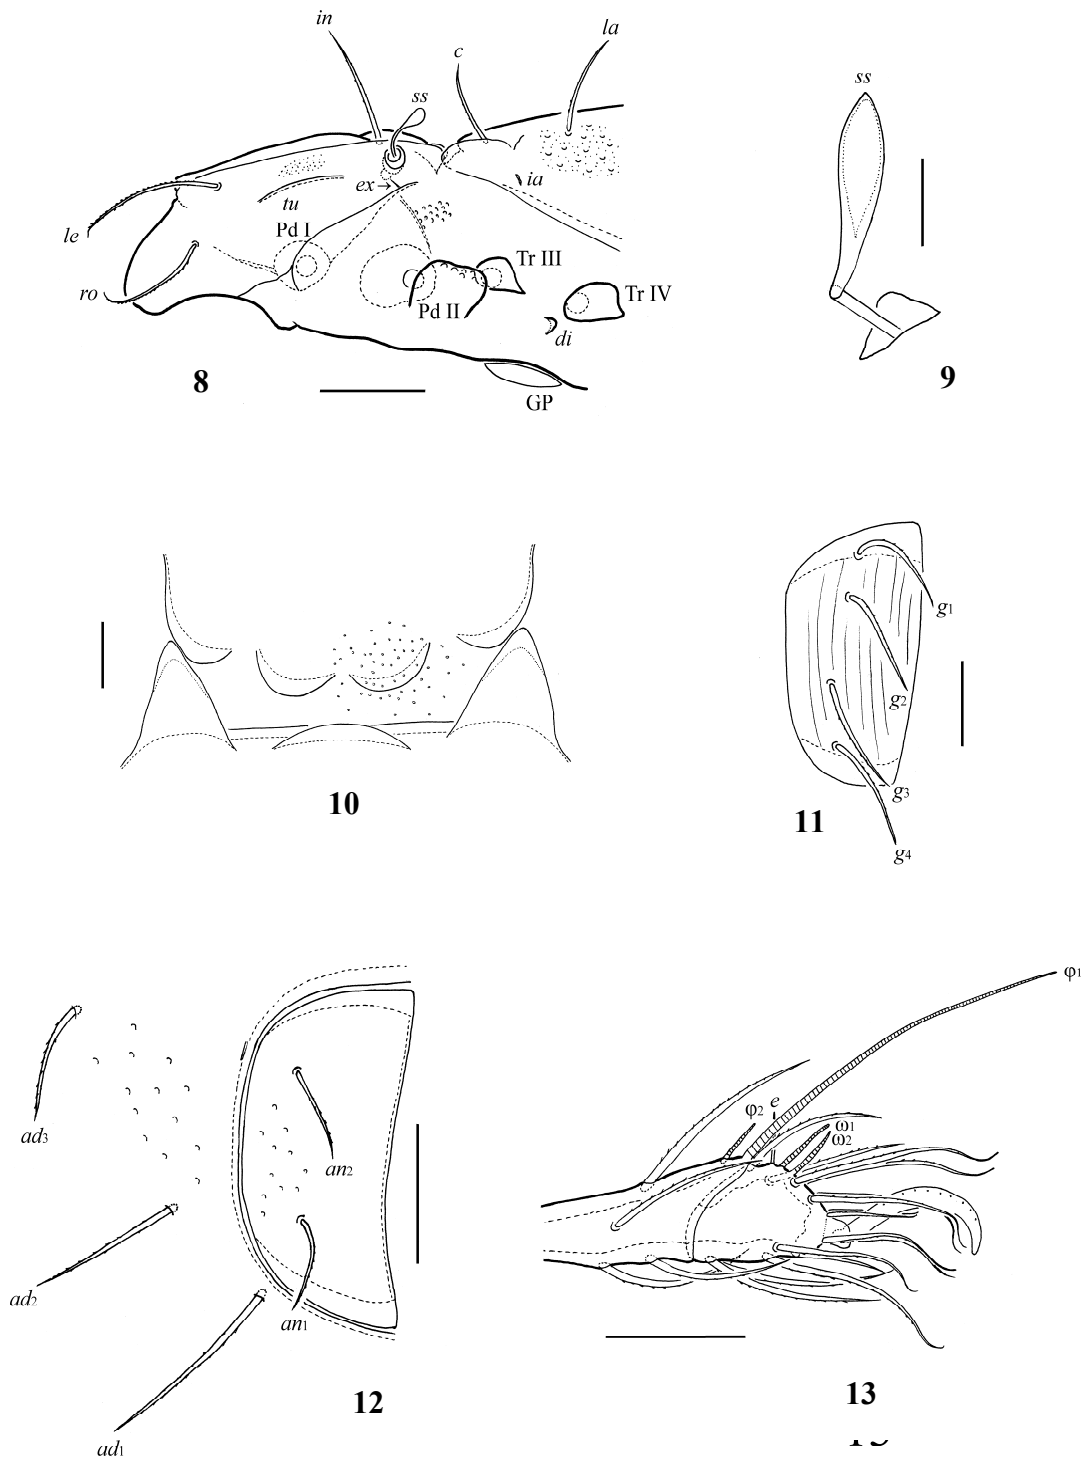 in
la
c
ss
ss
ex→
ia
tu
Pd I
le
Tr III
ro
Pd II
Tr IV
di
8
GP
9
g1
g2
g3
10
11
g4
φ1
φ2
e
ω1
ω2
ad3
an2
ad2
an1
12
13
ad1